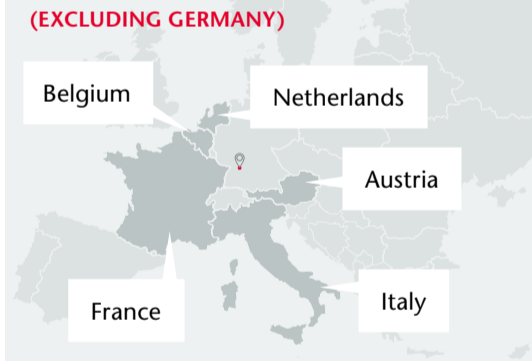 (EXCLUDING GERMANY)
Belgium
Netherlands
Austria
France
Italy